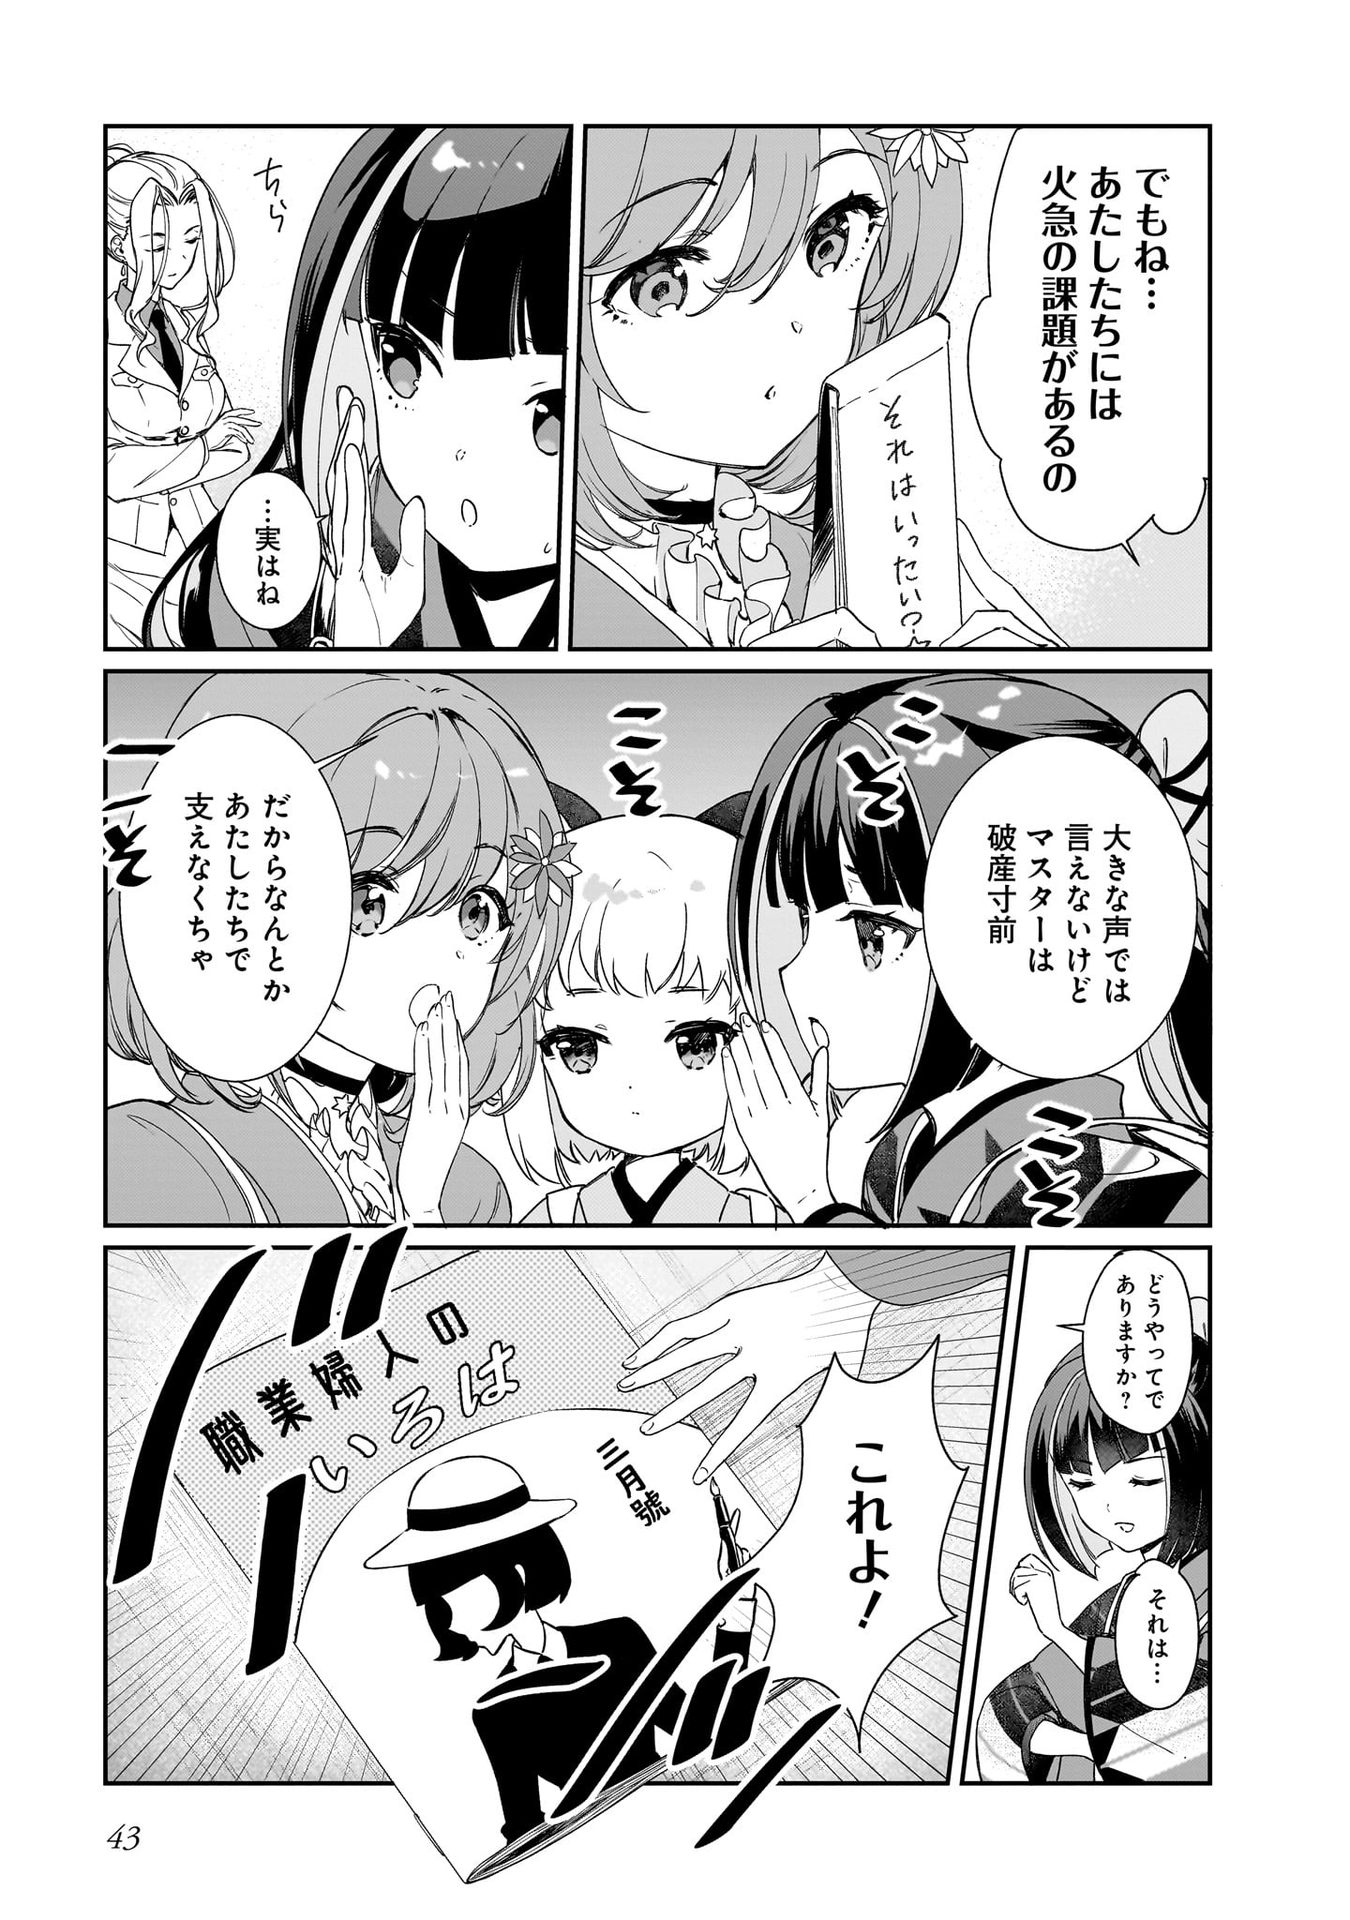 でもね…
あたしたちには
火急の課題があるの
それはいったい？
ちら
…実はね
大きな声では
言えないけど
マスターは
破産寸前
こそ
こそ
こそ
だからなんとか
あたしたちで
支えなくちゃ
どうやってで
ありますか？
それは…
これよ！
職業婦人の
いろは
三月號
43